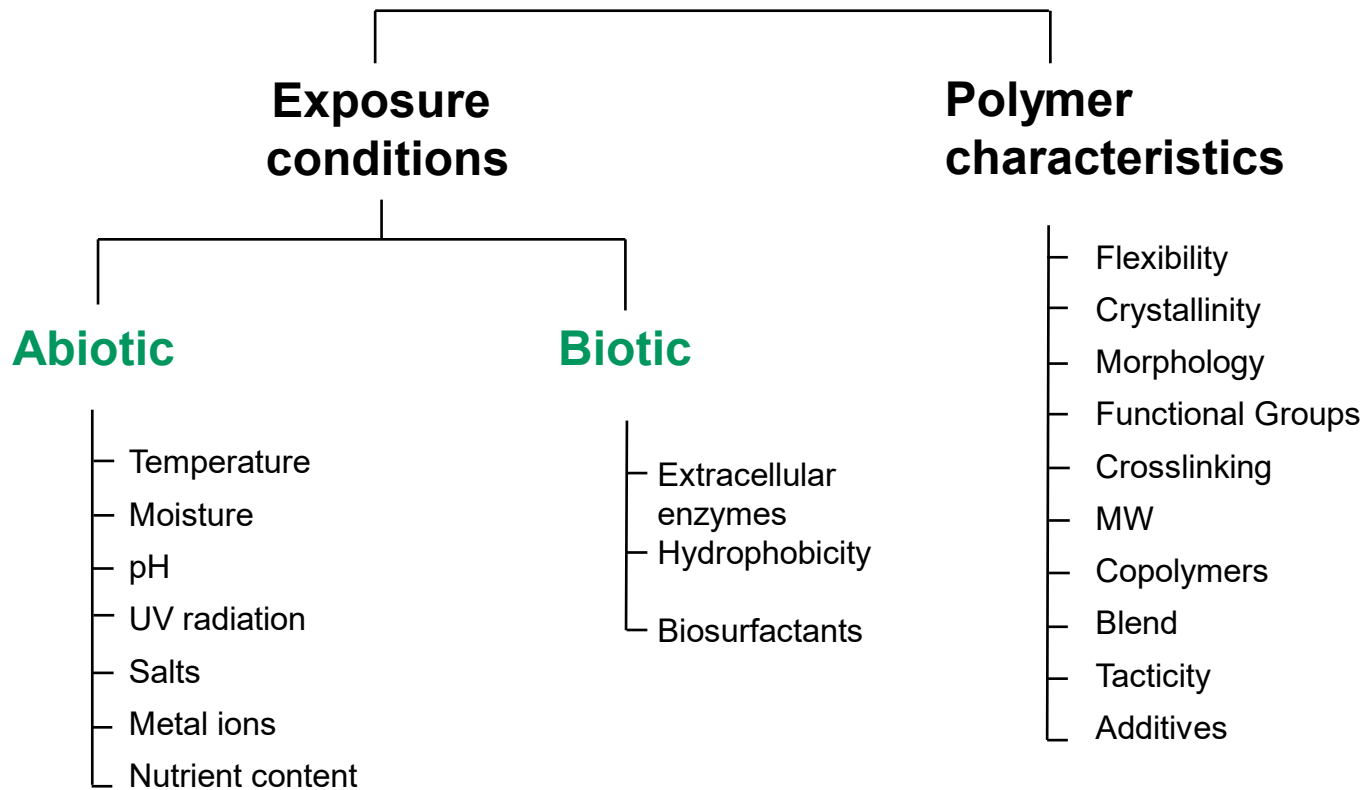 Exposure
conditions
Polymer
characteristics
Abiotic
Biotic
Temperature
Moisture
pH
UV radiation
Salts
Metal ions
Nutrient content
Extracellular
enzymes
Hydrophobicity
Biosurfactants
Flexibility
Crystallinity
Morphology
Functional Groups
Crosslinking
MW
Copolymers
Blend
Tacticity
Additives